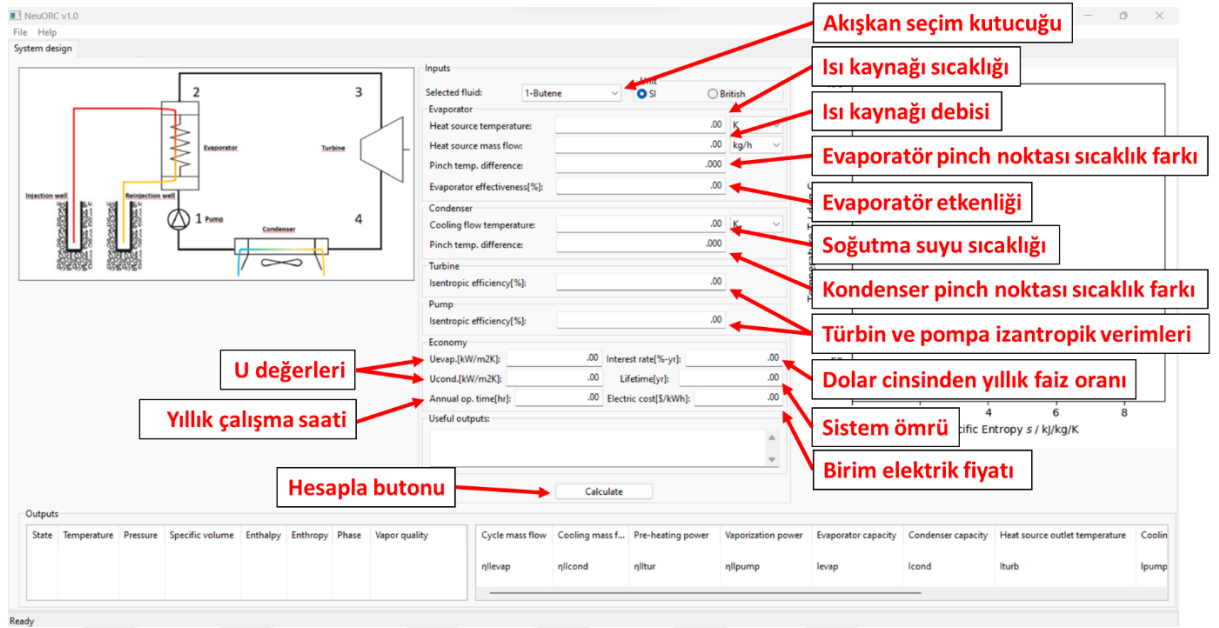 NeuORC v1.0
File Help
System design
2
3
Evaporator
Turbine
Injection well
Reinjection well
1 Pump
4
Condenser
Inputs
Selected fluid: 1-Butene
SI British
Evaporator
Heat source temperature: .00 K
Heat source mass flow: .00 kg/h
Pinch temp. difference: .000
Evaporator effectiveness[%]: .00
Condenser
Cooling flow temperature: .00 K
Pinch temp. difference: .000
Turbine
Isentropic efficiency[%]: .00
Pump
Isentropic efficiency[%]: .00
Economy
Uevap.[kW/m2K]: .00 Interest rate[%-yr]: .00
Ucond.[kW/m2K]: .00 Lifetime[yr]: .00
Annual op. time[hr]: .00 Electric cost[$/kWh]: .00
Useful outputs:
Calculate
Akışkan seçim kutucuğu
Isı kaynağı sıcaklığı
Isı kaynağı debisi
Evaporatör pinch noktası sıcaklık farkı
Evaporatör etkenliği
Soğutma suyu sıcaklığı
Kondenser pinch noktası sıcaklık farkı
Türbin ve pompa izantropik verimleri
Dolar cinsinden yıllık faiz oranı
Sistem ömrü
Birim elektrik fiyatı
U değerleri
Yıllık çalışma saati
Hesapla butonu
4 6 8
Entropy s / kJ/kg/K
Outputs
State Temperature Pressure Specific volume Enthalpy Enthropy Phase Vapor quality
Cycle mass flow Cooling mass f... Pre-heating power Vaporization power Evaporator capacity Condenser capacity Heat source outlet temperature Coolin
ηIIevap ηIIcond ηIItur ηIIpump Ievap Icond Iturb Ipump
Ready